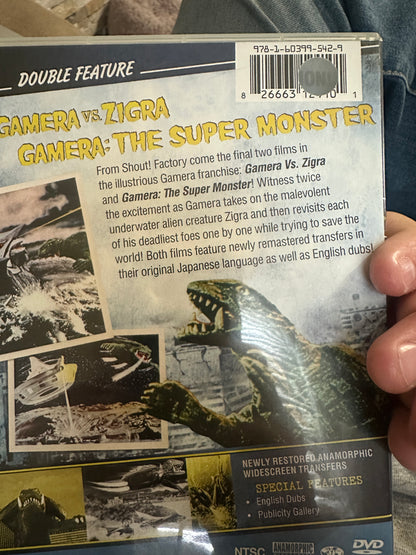 978-1-60399-542-9
DOUBLE FEATURE
8 26663
1
GAMERA VS. ZIGRA
GAMERA: THE SUPER MONSTER
From Shout! Factory come the final two films in
the illustrious Gamera franchise: Gamera Vs. Zigra
and Gamera: The Super Monster! Witness twice
the excitement as Gamera takes on the malevolent
underwater alien creature Zigra and then revisits each
of his deadliest foes one by one while trying to save the
world! Both films feature newly remastered transfers in
their original Japanese language as well as English dubs!
NEWLY RESTORED ANAMORPHIC
WIDESCREEN TRANSFERS
SPECIAL FEATURES
• English Dubs
• Publicity Gallery
NTSC ANAMORPHIC DVD